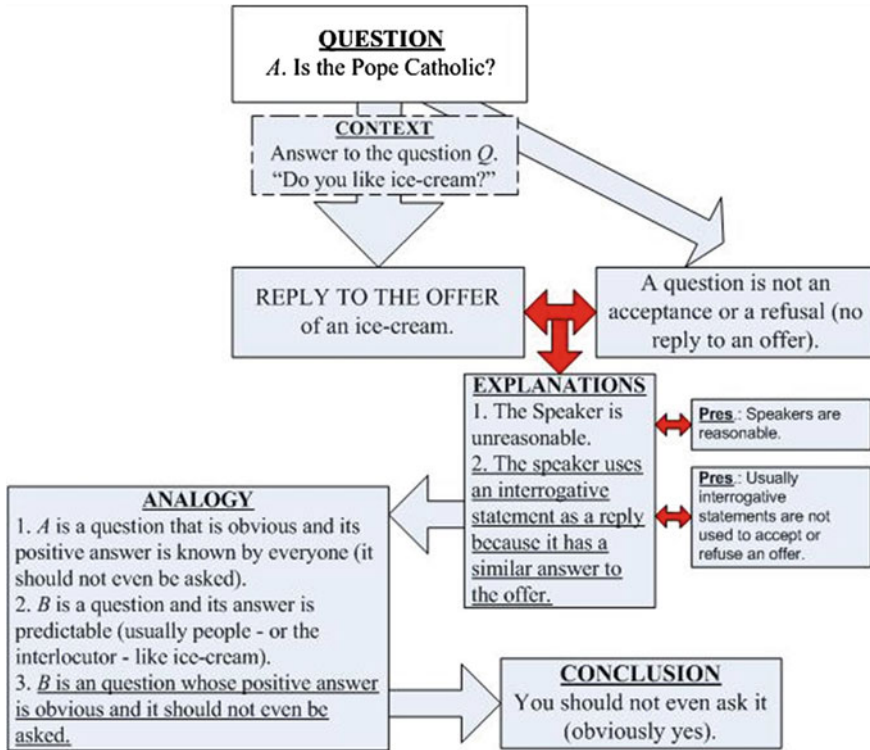 QUESTION
A. Is the Pope Catholic?
CONTEXT
Answer to the question Q.
“Do you like ice-cream?”
REPLY TO THE OFFER
of an ice-cream.
A question is not an
acceptance or a refusal (no
reply to an offer).
EXPLANATIONS
1. The Speaker is
unreasonable.
2. The speaker uses
an interrogative
statement as a reply
because it has a
similar answer to
the offer.
Pres.: Speakers are
reasonable.
Pres.: Usually
interrogative
statements are not
used to accept or
refuse an offer.
ANALOGY
1. A is a question that is obvious and its
positive answer is known by everyone (it
should not even be asked).
2. B is a question and its answer is
predictable (usually people - or the
interlocutor - like ice-cream).
3. B is an question whose positive answer
is obvious and it should not even be
asked.
CONCLUSION
You should not even ask it
(obviously yes).